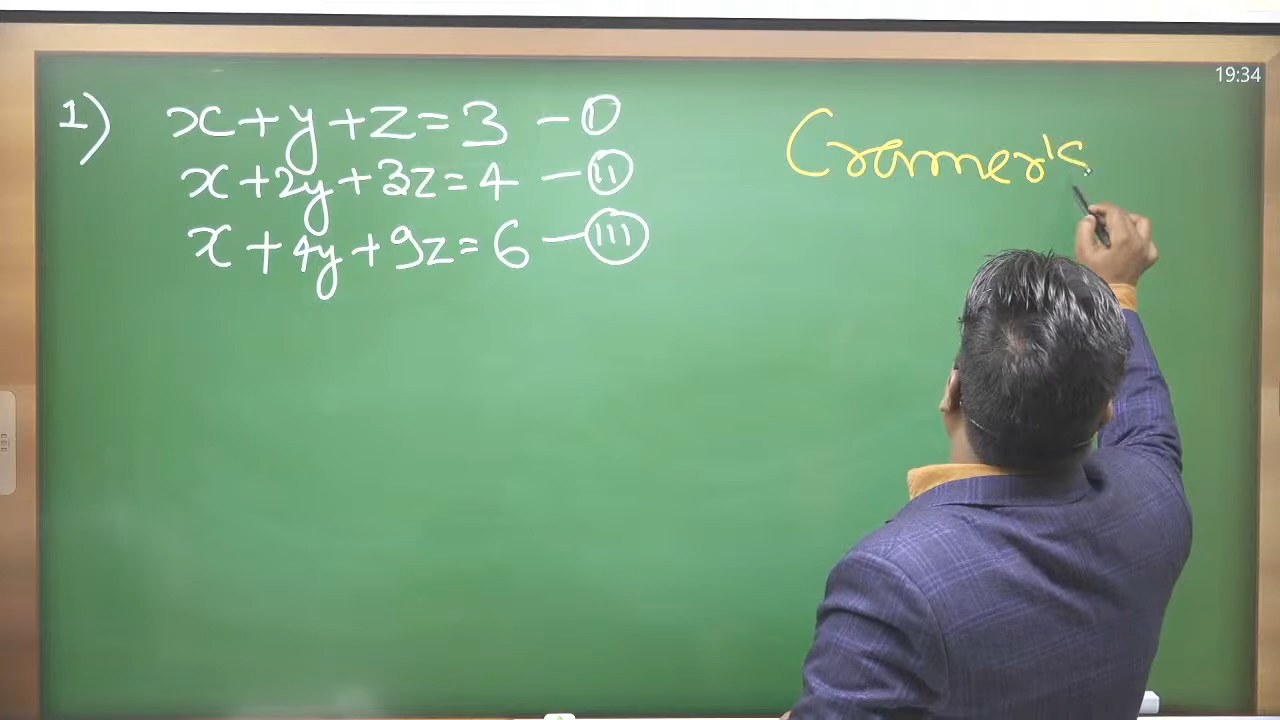 19:34
1) x+y+z=3 -(I)
x+2y+3z=4 -(II)
x+4y+9z=6 -(III)
Cramer's